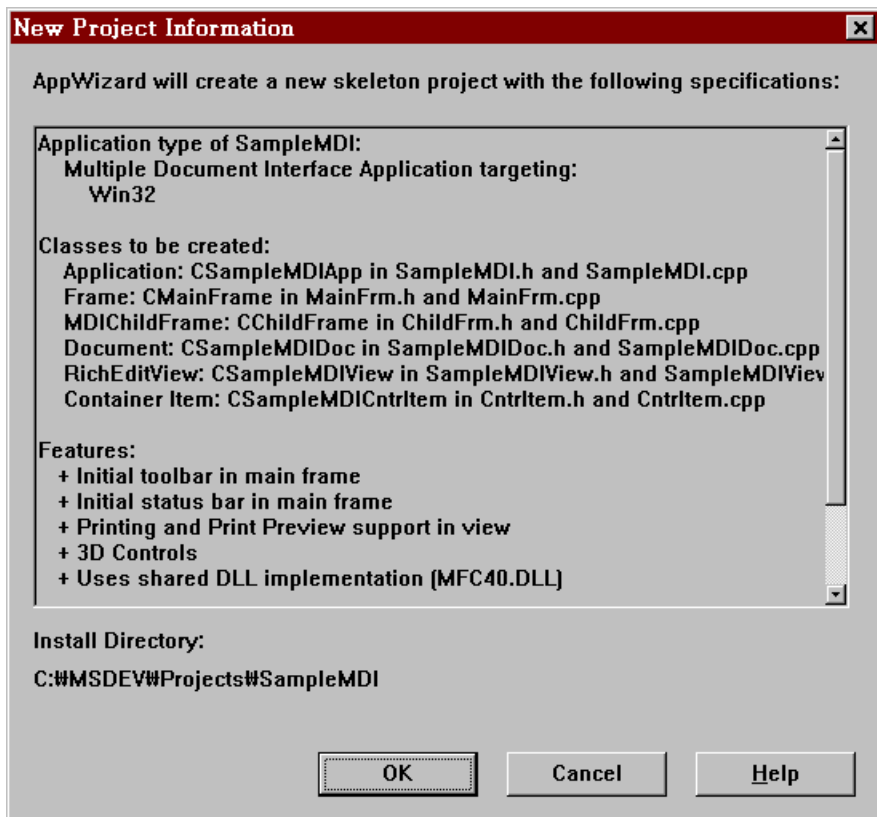 New Project Information
AppWizard will create a new skeleton project with the following specifications:
Application type of SampleMDI:
Multiple Document Interface Application targeting:
Win32
Classes to be created:
Application: CSampleMDIApp in SampleMDI.h and SampleMDI.cpp
Frame: CMainFrame in MainFrm.h and MainFrm.cpp
MDIChildFrame: CChildFrame in ChildFrm.h and ChildFrm.cpp
Document: CSampleMDIDoc in SampleMDIDoc.h and SampleMDIDoc.cpp
RichEditView: CSampleMDIView in SampleMDIView.h and SampleMDIView
Container Item: CSampleMDICntrItem in CntrItem.h and CntrItem.cpp
Features:
+ Initial toolbar in main frame
+ Initial status bar in main frame
+ Printing and Print Preview support in view
+ 3D Controls
+ Uses shared DLL implementation (MFC40.DLL)
Install Directory:
C:₩MSDEV₩Projects₩SampleMDI
OK
Cancel
Help